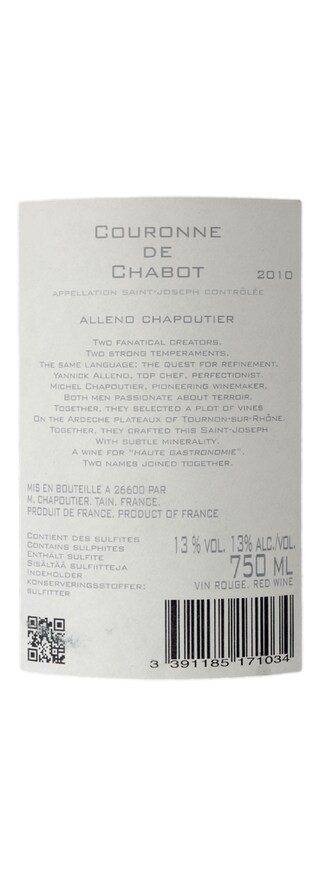 COURONNE
DE
CHABOT
2010
APPELLATION SAINT-JOSEPH CONTRÔLÉE
ALLENO CHAPOUTIER
TWO FANATICAL CREATORS.
TWO STRONG TEMPERAMENTS.
THE SAME LANGUAGE: THE QUEST FOR REFINEMENT.
YANNICK ALLENO, TOP CHEF, PERFECTIONIST.
MICHEL CHAPOUTIER, PIONEERING WINEMAKER.
BOTH MEN PASSIONATE ABOUT TERROIR.
TOGETHER, THEY SELECTED A PLOT OF VINES
ON THE ARDECHE PLATEAUX OF TOURNON-SUR-RHÔNE.
TOGETHER, THEY CRAFTED THIS SAINT-JOSEPH
WITH SUBTLE MINERALITY.
A WINE FOR "HAUTE GASTRONOMIE".
TWO NAMES JOINED TOGETHER.
MIS EN BOUTEILLE A 26600 PAR
M. CHAPOUTIER. TAIN. FRANCE.
PRODUIT DE FRANCE. PRODUCT OF FRANCE
CONTIENT DES SULFITES
CONTAINS SULPHITES
ENTHÄLT SULFITE
SISÄLTÄÄ SULFIITTEJA
INDEHOLDER
KONSERVERINGSSTOFFER:
SULFITTER
13 % VOL. 13% ALC./VOL.
750 ML
VIN ROUGE. RED WINE
3 391185 171034